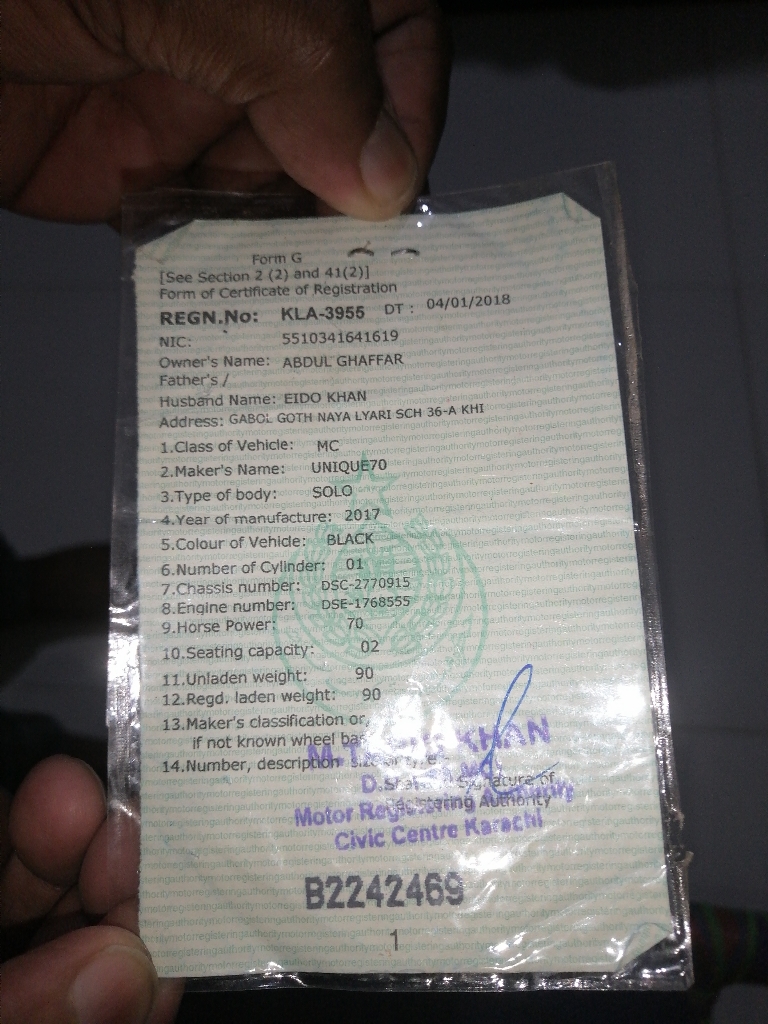 Form G
[See Section 2 (2) and 41(2)]
Form of Certificate of Registration
REGN.No: KLA-3955 DT : 04/01/2018
NIC: 5510341641619
Owner's Name: ABDUL GHAFFAR
Father's /
Husband Name: EIDO KHAN
Address: GABOL GOTH NAYA LYARI SCH 36-A KHI
1.Class of Vehicle: MC
2.Maker's Name: UNIQUE70
3.Type of body: SOLO
4.Year of manufacture: 2017
5.Colour of Vehicle: BLACK
6.Number of Cylinder: 01
7.Chassis number: DSC-2770915
8.Engine number: DSE-1768555
9.Horse Power: 70
10.Seating capacity: 02
11.Unladen weight: 90
12.Regd. laden weight: 90
13.Maker's classification or,
if not known wheel
14.Number, description
KHAN
Signature of
Registering Authority
Motor
Civic Centre Karachi
B2242469
1